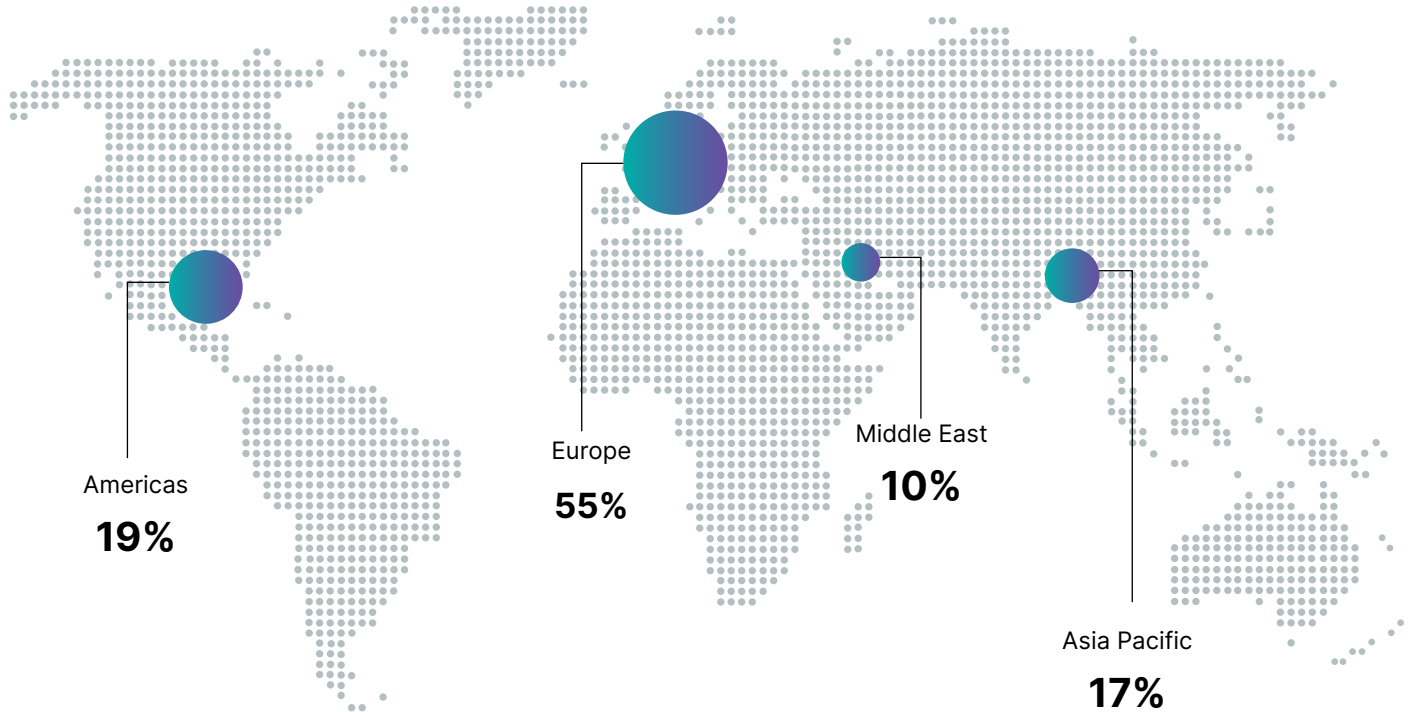 Americas
19%
Europe
55%
Middle East
10%
Asia Pacific
17%